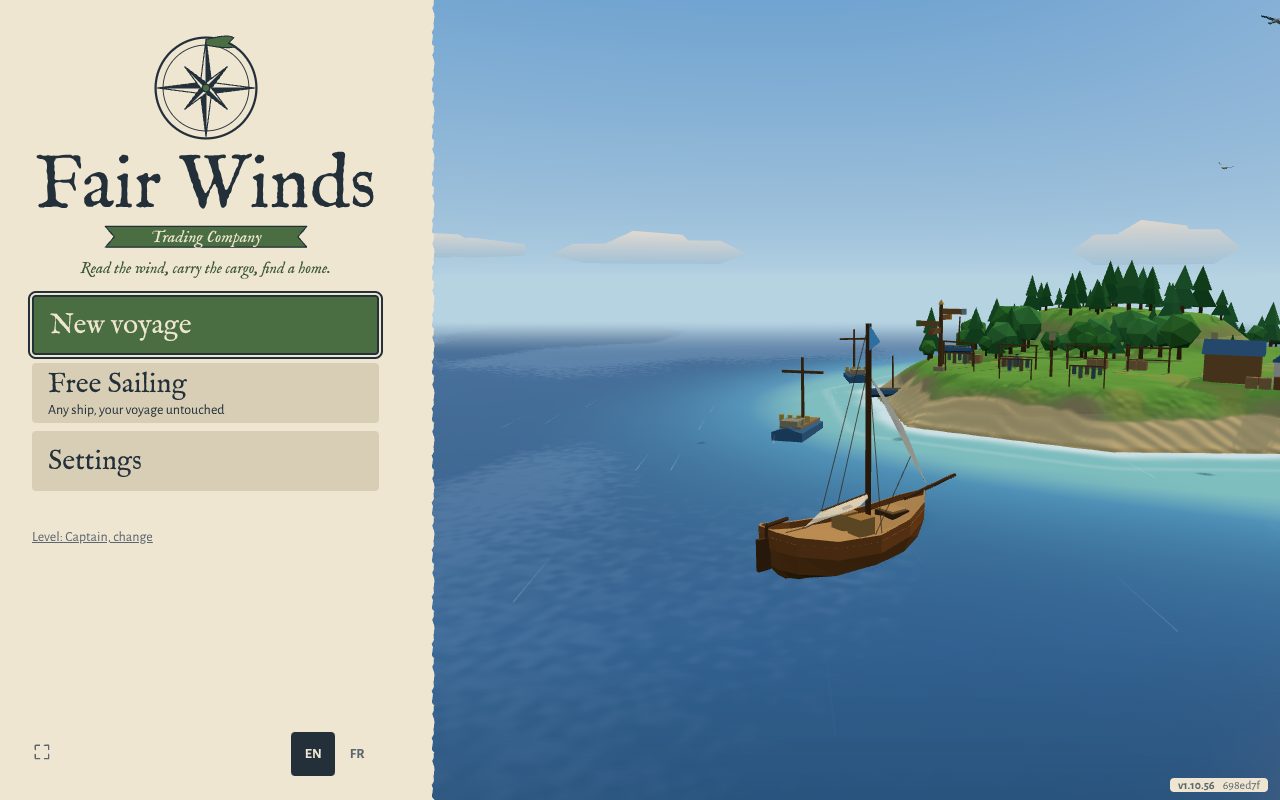 Fair Winds
Trading Company
Read the wind, carry the cargo, find a home.
New voyage
Free Sailing
Any ship, your voyage untouched
Settings
Level: Captain, change
EN FR
v1.10.56 698ed7f